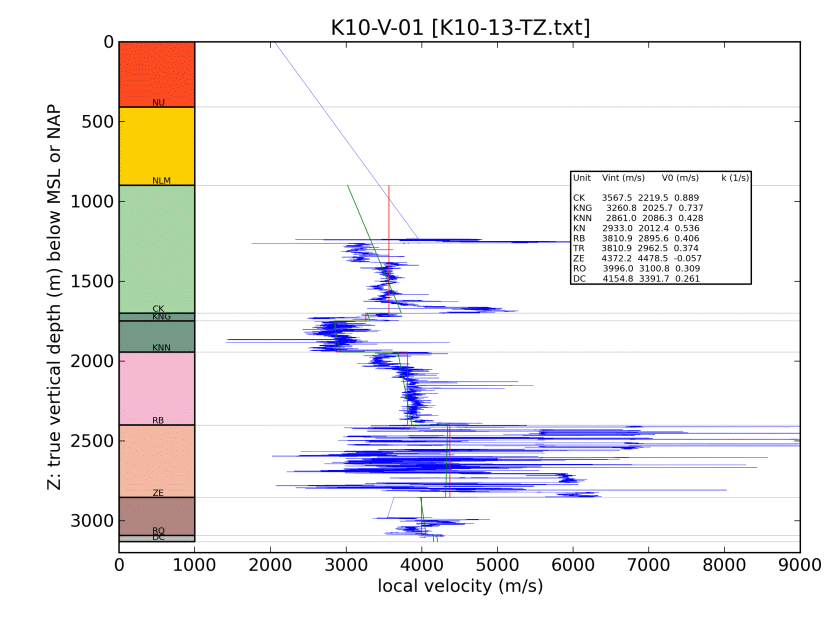 K10-V-01 [K10-13-TZ.txt]
Z: true vertical depth (m) below MSL or NAP
0
500
1000
1500
2000
2500
3000
NU
NLM
CK
KNG
KNN
RB
ZE
RO
DC
Unit Vint (m/s) V0 (m/s) k (1/s)
CK 3567.5 2219.5 0.889
KNG 3260.8 2025.7 0.737
KNN 2861.0 2086.3 0.428
KN 2933.0 2012.4 0.536
RB 3810.9 2895.6 0.406
TR 3810.9 2962.5 0.374
ZE 4372.2 4478.5 -0.057
RO 3996.0 3100.8 0.309
DC 4154.8 3391.7 0.261
0 1000 2000 3000 4000 5000 6000 7000 8000 9000
local velocity (m/s)